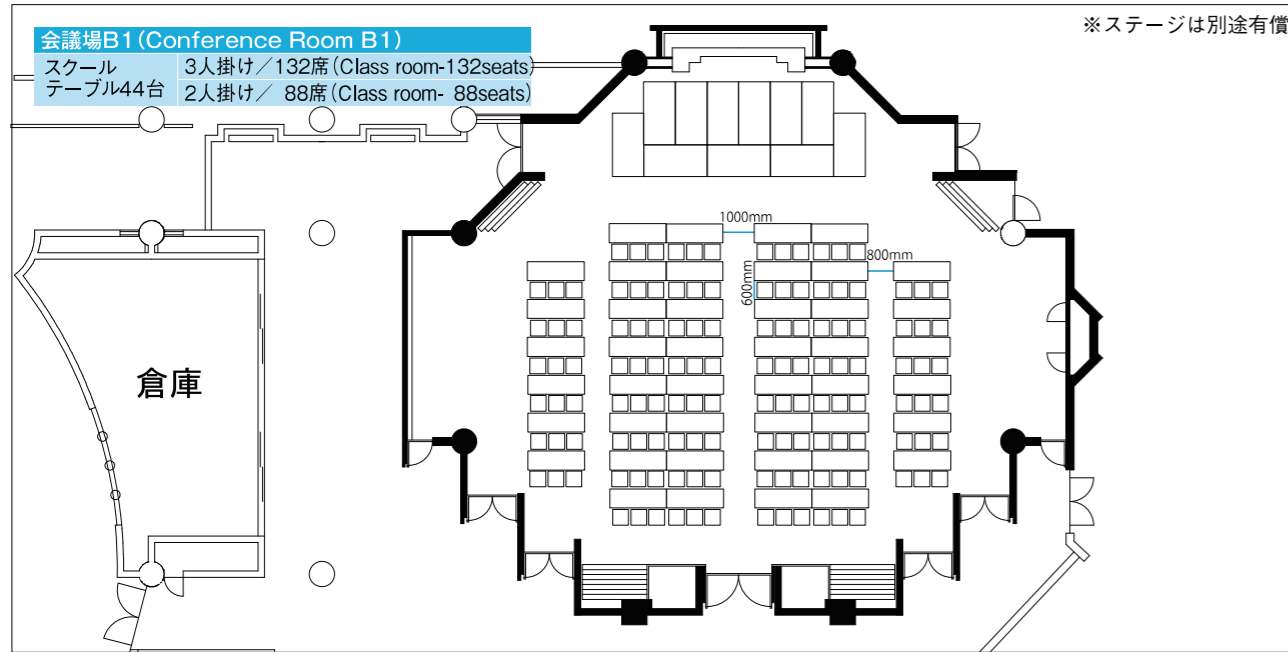 ※ステージは別途有償
会議場B1(Conference Room B1)
スクール
テーブル44台
3人掛け/132席(Class room-132seats)
2人掛け/ 88席(Class room- 88seats)
1000mm
800mm
600mm
倉庫